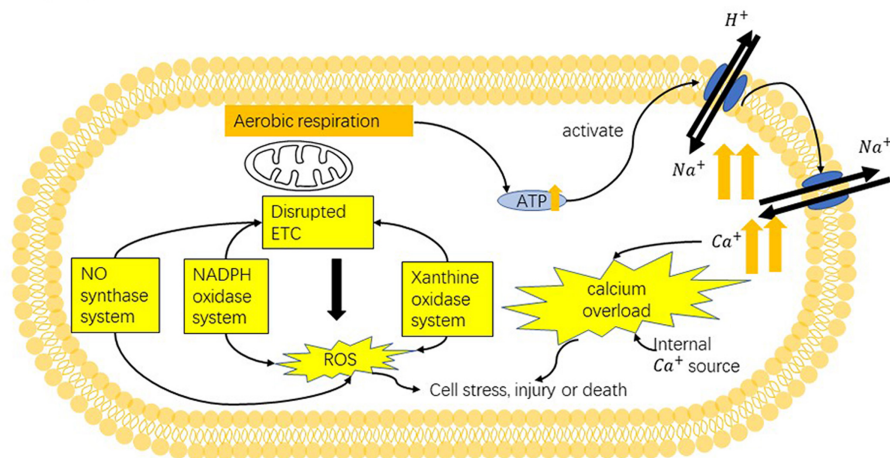 H⁺
Aerobic respiration
activate
Na⁺
Na⁺
ATP
Disrupted
ETC
Ca⁺
NO
synthase
system
NADPH
oxidase
system
Xanthine
oxidase
system
calcium
overload
ROS
Internal
Ca⁺ source
Cell stress, injury or death